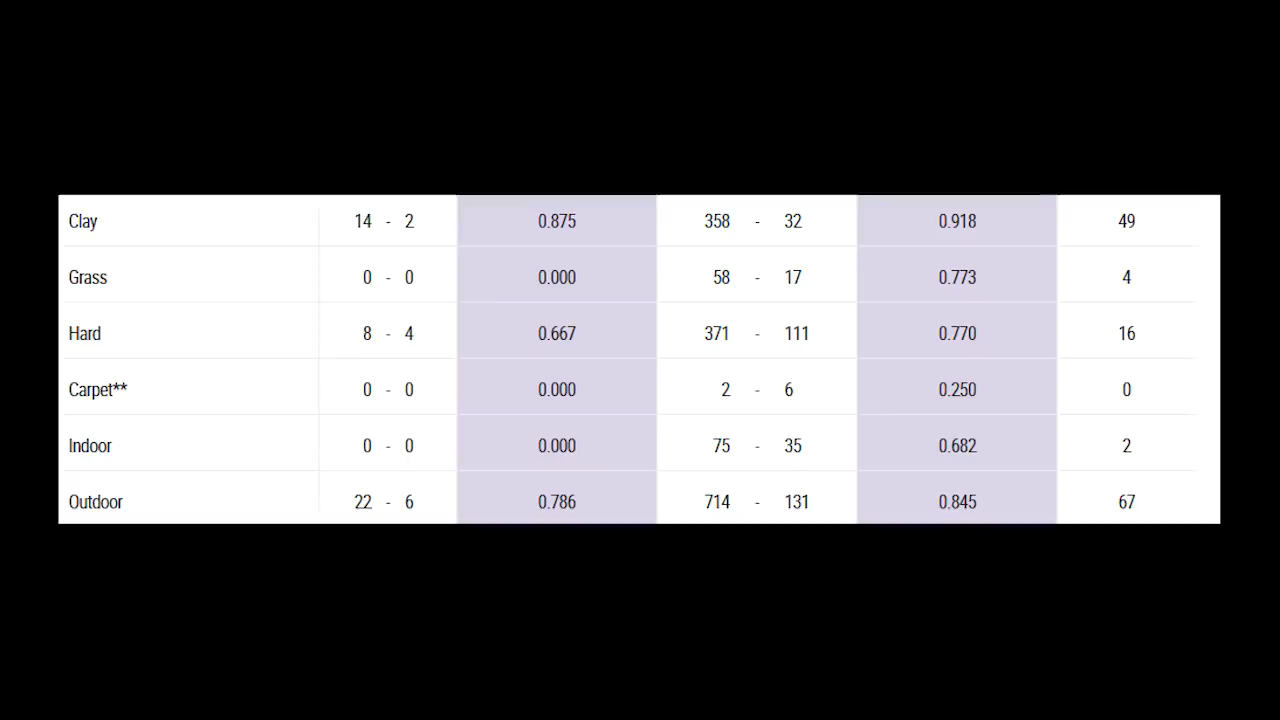 Clay 14 - 2 0.875 358 - 32 0.918 49
Grass 0 - 0 0.000 58 - 17 0.773 4
Hard 8 - 4 0.667 371 - 111 0.770 16
Carpet** 0 - 0 0.000 2 - 6 0.250 0
Indoor 0 - 0 0.000 75 - 35 0.682 2
Outdoor 22 - 6 0.786 714 - 131 0.845 67